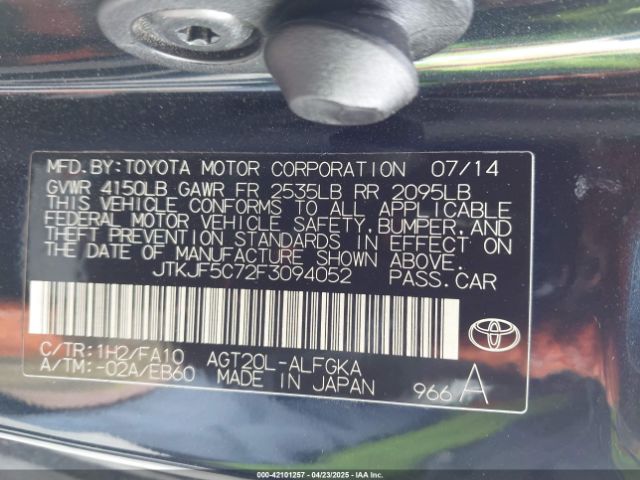 MFD.BY:TOYOTA MOTOR CORPORATION 07/14
GVWR 4150LB GAWR FR 2535LB RR 2095LB
THIS VEHICLE CONFORMS TO ALL APPLICABLE
FEDERAL MOTOR VEHICLE SAFETY, BUMPER, AND
THEFT PREVENTION STANDARDS IN EFFECT ON
THE DATE OF MANUFACTURE SHOWN ABOVE.
JTKJF5C72F3094052 PASS.CAR
C/TR:1H2/FA10 AGT20L-ALFGKA
A/TM:-02A/EB60 MADE IN JAPAN
TOYOTA
966 A
000-42101257 - 04/23/2025 - IAAI COPYRIGHT